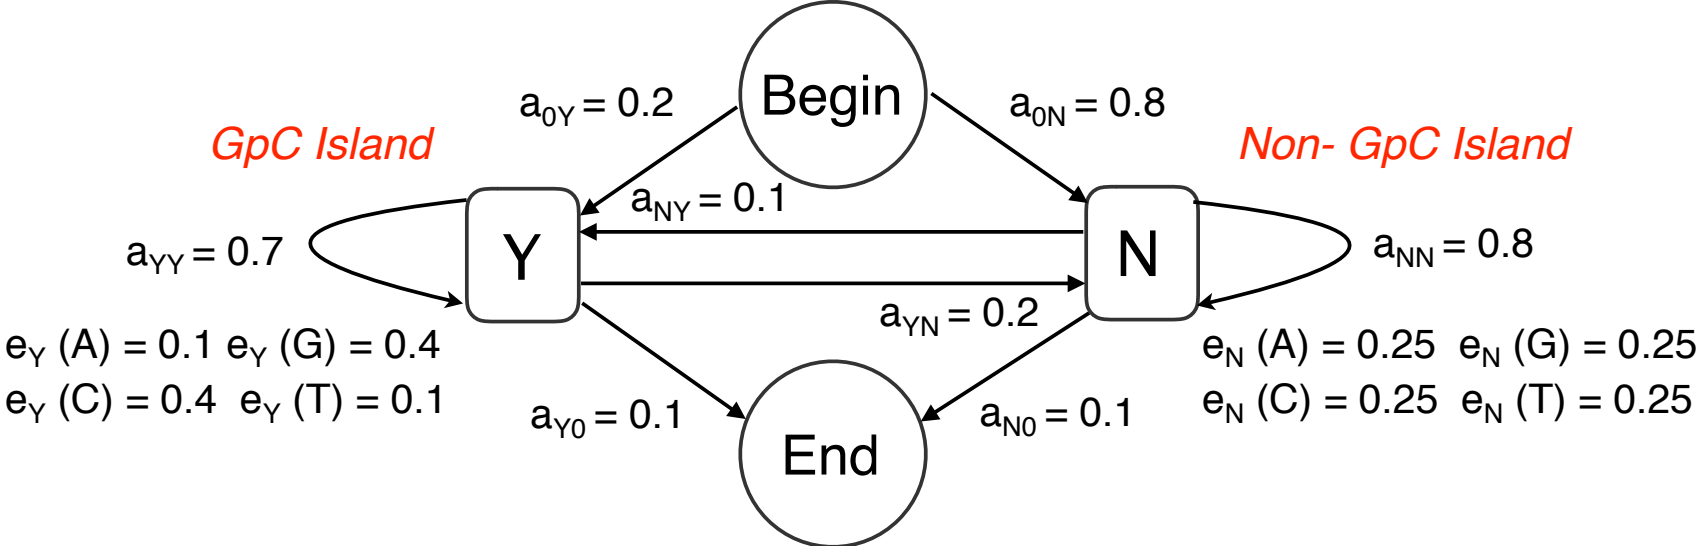 Begin
a0Y = 0.2
a0N = 0.8
GpC Island
Non- GpC Island
aNY = 0.1
Y
N
aYY = 0.7
aNN = 0.8
aYN = 0.2
eY (A) = 0.1 eY (G) = 0.4
eN (A) = 0.25 eN (G) = 0.25
eY (C) = 0.4 eY (T) = 0.1
eN (C) = 0.25 eN (T) = 0.25
aY0 = 0.1
aN0 = 0.1
End